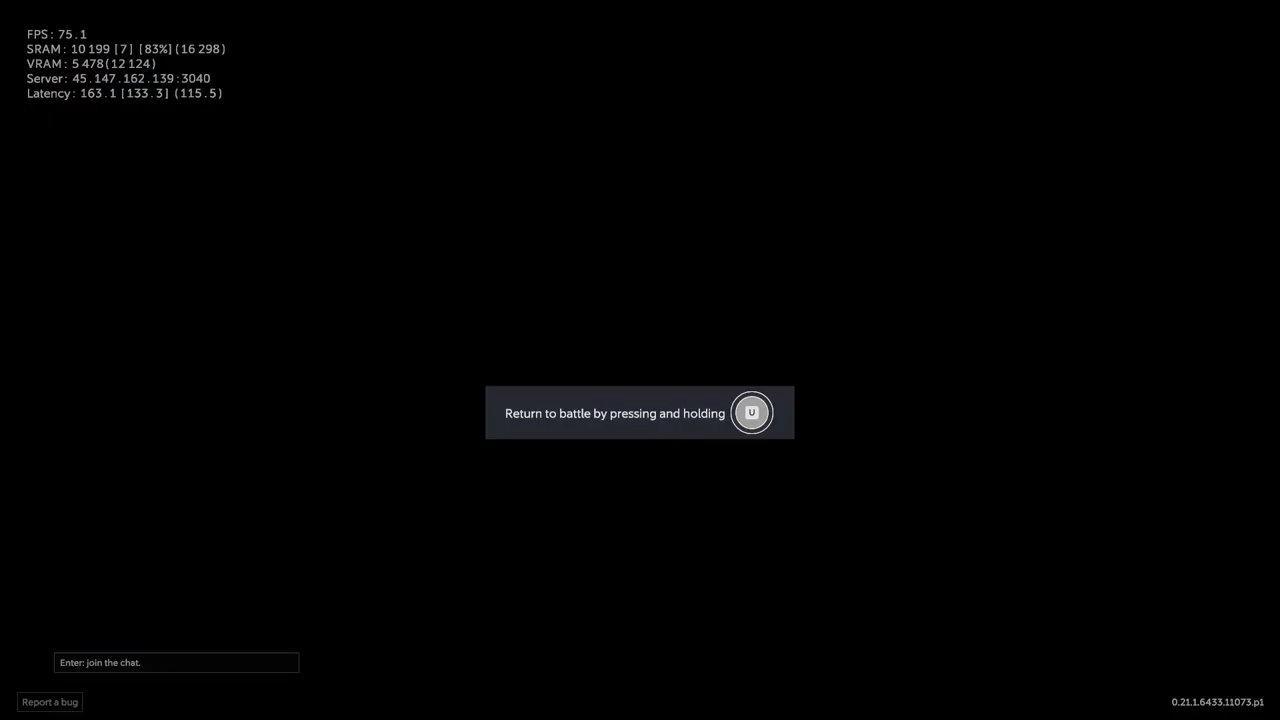 FPS: 75.1
SRAM: 10 199 [7] [83%] (16 298)
VRAM: 5 478(12 124)
Server: 45.147.162.139:3040
Latency: 163.1 [133.3] (115.5)
Return to battle by pressing and holding U
Enter: join the chat.
Report a bug
0.21.1.6433.11073.p1